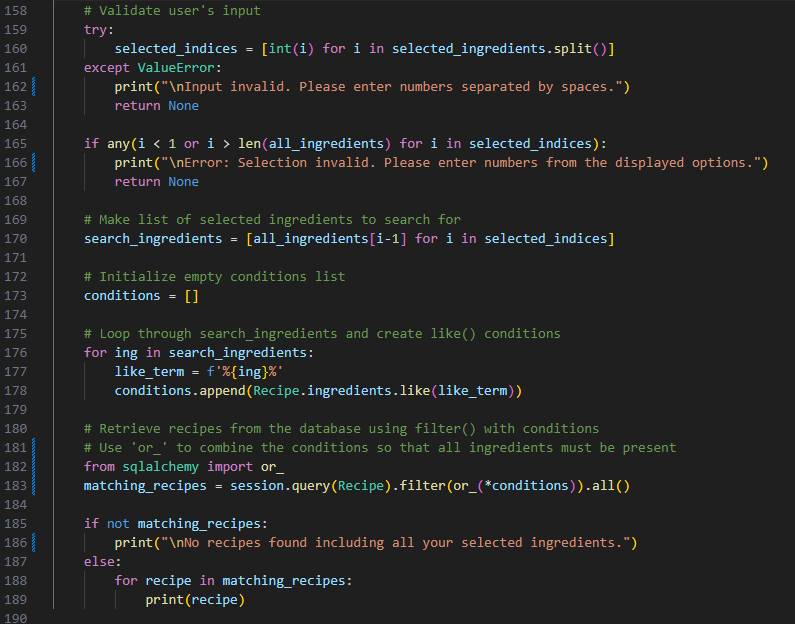 158 # Validate user's input
159 try:
160 selected_indices = [int(i) for i in selected_ingredients.split()]
161 except ValueError:
162 print("\nInput invalid. Please enter numbers separated by spaces.")
163 return None
164
165 if any(i < 1 or i > len(all_ingredients) for i in selected_indices):
166 print("\nError: Selection invalid. Please enter numbers from the displayed options.")
167 return None
168
169 # Make list of selected ingredients to search for
170 search_ingredients = [all_ingredients[i-1] for i in selected_indices]
171
172 # Initialize empty conditions list
173 conditions = []
174
175 # Loop through search_ingredients and create like() conditions
176 for ing in search_ingredients:
177 like_term = f'%{ing}%'
178 conditions.append(Recipe.ingredients.like(like_term))
179
180 # Retrieve recipes from the database using filter() with conditions
181 # Use 'or_' to combine the conditions so that all ingredients must be present
182 from sqlalchemy import or_
183 matching_recipes = session.query(Recipe).filter(or_(*conditions)).all()
184
185 if not matching_recipes:
186 print("\nNo recipes found including all your selected ingredients.")
187 else:
188 for recipe in matching_recipes:
189 print(recipe)
190